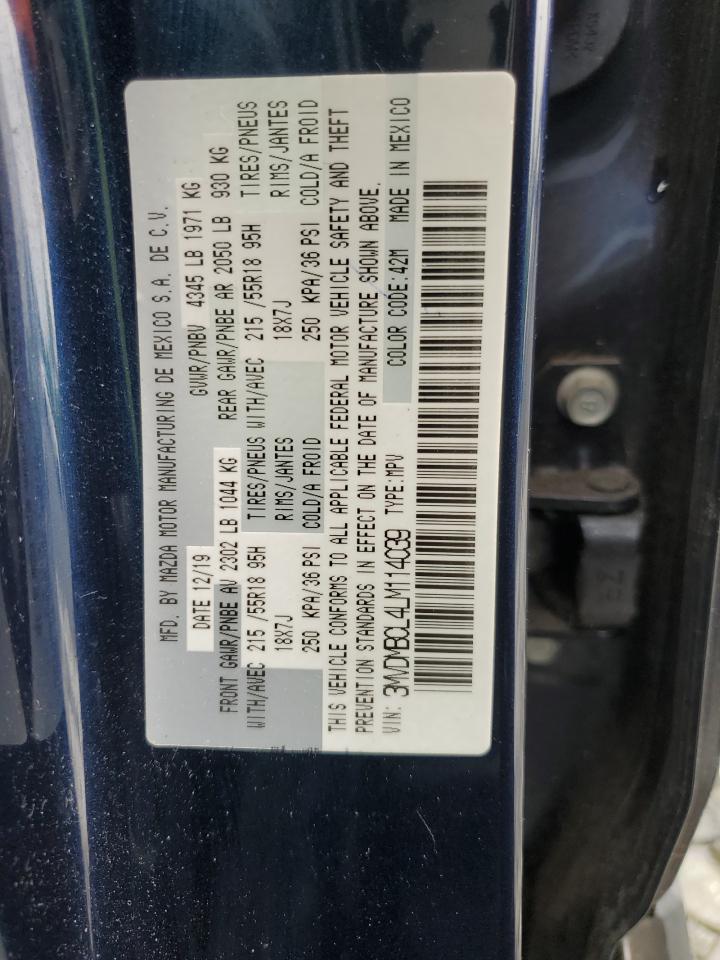 MFD. BY MAZDA MOTOR MANUFACTURING DE MEXICO S.A. DE C.V.
DATE 12/19 GVWR/PNBV 4345 LB 1971 KG
FRONT GAWR/PNBE AV 2302 LB 1044 KG REAR GAWR/PNBE AR 2050 LB 930 KG
WITH/AVEC 215 /55R18 95H TIRES/PNEUS WITH/AVEC 215 /55R18 95H TIRES/PNEUS
18X7J RIMS/JANTES 18X7J RIMS/JANTES
250 KPA/36 PSI COLD/A FROID 250 KPA/36 PSI COLD/A FROID
THIS VEHICLE CONFORMS TO ALL APPLICABLE FEDERAL MOTOR VEHICLE SAFETY AND THEFT
PREVENTION STANDARDS IN EFFECT ON THE DATE OF MANUFACTURE SHOWN ABOVE.
VIN: 3MVDMBCL4LM114039 TYPE:MPV COLOR CODE:42M MADE IN MEXICO